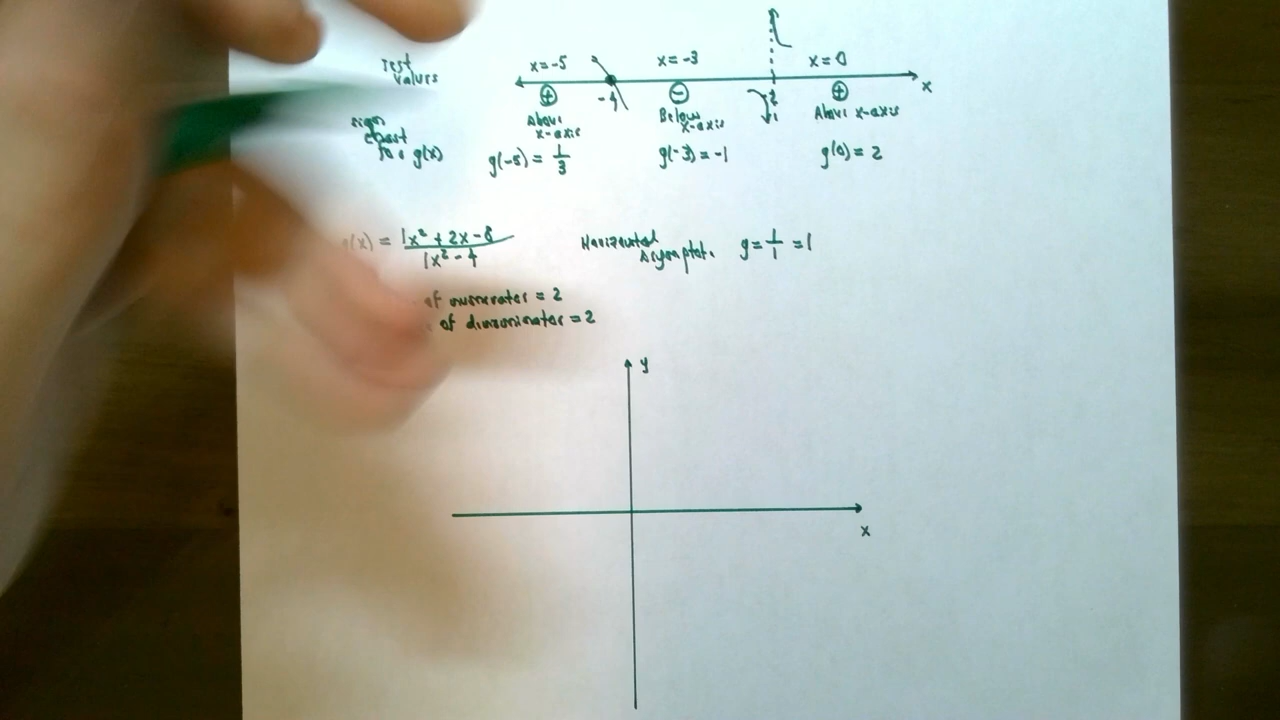 Test
values
x=-5
x=-3
x=0
x
-4
-2
⊕
⊖
⊕
Above
x-axis
Below
x-axis
Above x-axis
sign
chart
for g(x)
g(-5) = 1/3
g(-3) = -1
g(0) = 2
(x) = (1x² + 2x - 8)/(1x² - 4)
Horizontal
Asymptote
y = 1/1 = 1
of numerator = 2
of denominator = 2
y
x